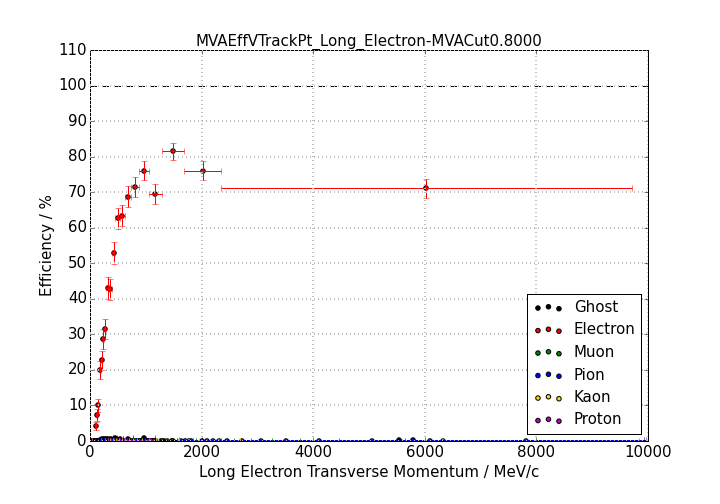 MVAEffVTrackPt_Long_Electron-MVACut0.8000
110
100
90
80
70
60
50
40
30
20
10
0
Efficiency / %
Ghost
Electron
Muon
Pion
Kaon
Proton
0 2000 4000 6000 8000 10000
Long Electron Transverse Momentum / MeV/c